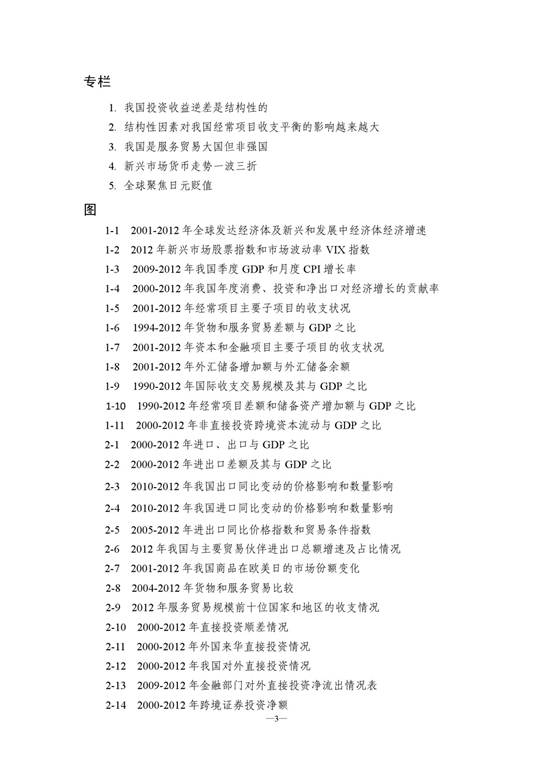 专栏
1. 我国投资收益逆差是结构性的
2. 结构性因素对我国经常项目收支平衡的影响越来越大
3. 我国是服务贸易大国但非强国
4. 新兴市场货币走势一波三折
5. 全球聚焦日元贬值
图
1-1 2001-2012 年全球发达经济体及新兴和发展中经济体经济增速
1-2 2012 年新兴市场股票指数和市场波动率 VIX 指数
1-3 2009-2012 年我国季度 GDP 和月度 CPI 增长率
1-4 2000-2012 年我国年度消费、投资和净出口对经济增长的贡献率
1-5 2001-2012 年经常项目主要子项目的收支状况
1-6 1994-2012 年货物和服务贸易差额与 GDP 之比
1-7 2001-2012 年资本和金融项目主要子项目的收支状况
1-8 2001-2012 年外汇储备增加额与外汇储备余额
1-9 1990-2012 年国际收支交易规模及其与 GDP 之比
1-10 1990-2012 年经常项目差额和储备资产增加额与 GDP 之比
1-11 2000-2012 年非直接投资跨境资本流动与 GDP 之比
2-1 2000-2012 年进口、出口与 GDP 之比
2-2 2000-2012 年进出口差额及其与 GDP 之比
2-3 2010-2012 年我国出口同比变动的价格影响和数量影响
2-4 2010-2012 年我国进口同比变动的价格影响和数量影响
2-5 2005-2012 年进出口同比价格指数和贸易条件指数
2-6 2012 年我国与主要贸易伙伴进出口总额增速及占比情况
2-7 2001-2012 年我国商品在欧美日的市场份额变化
2-8 2004-2012 年货物和服务贸易比较
2-9 2012 年服务贸易规模前十位国家和地区的收支情况
2-10 2000-2012 年直接投资顺差情况
2-11 2000-2012 年外国来华直接投资情况
2-12 2000-2012 年我国对外直接投资情况
2-13 2009-2012 年金融部门对外直接投资净流出情况表
2-14 2000-2012 年跨境证券投资净额
—3—